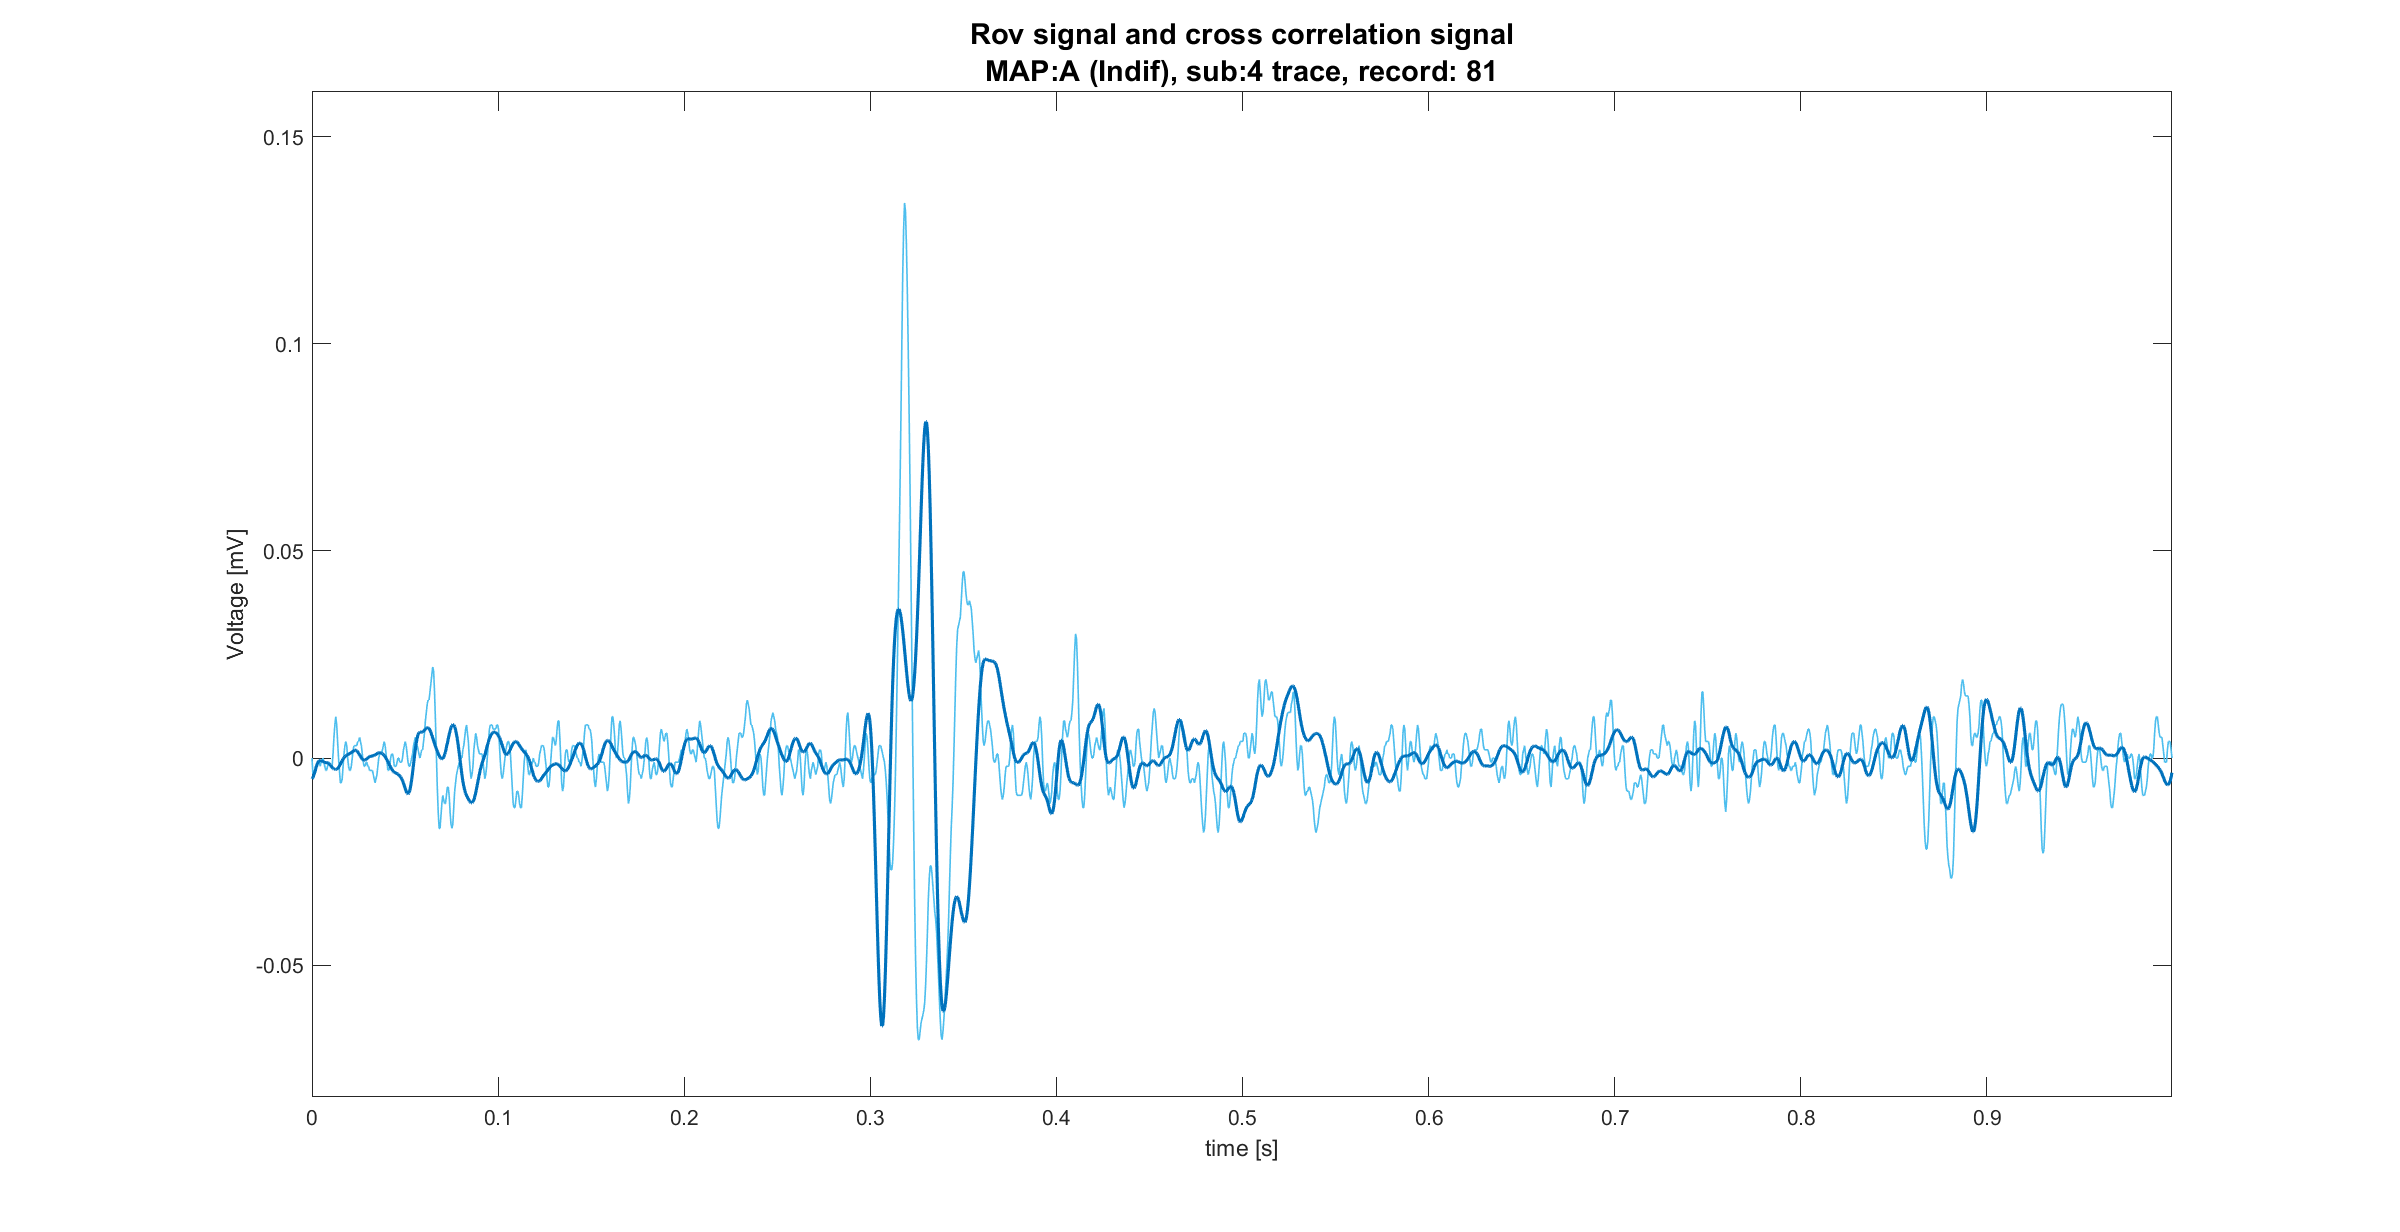 Rov signal and cross correlation signal
MAP:A (Indif), sub:4 trace, record: 81
0.15
0.1
0.05
0
-0.05
Voltage [mV]
0 0.1 0.2 0.3 0.4 0.5 0.6 0.7 0.8 0.9
time [s]